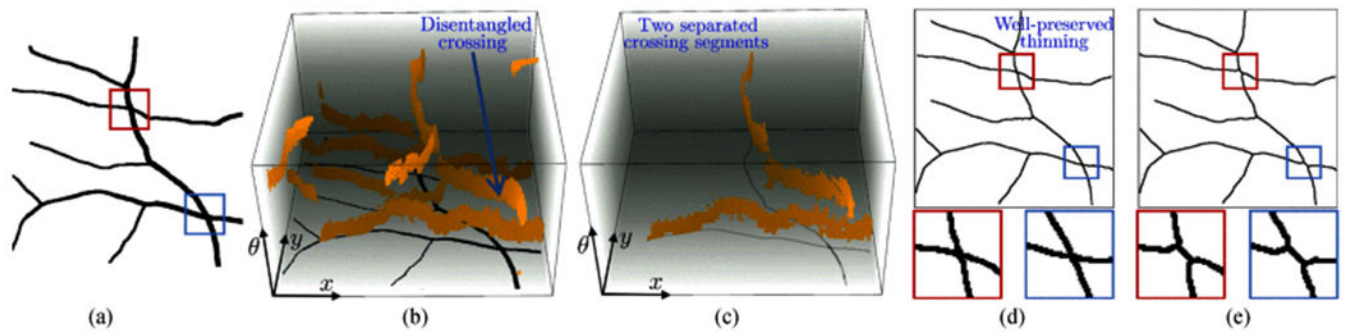 Disentangled
crossing
Two separated
crossing segments
Well-preserved
thinning
θ
y
x
θ
y
x
(a)
(b)
(c)
(d)
(e)